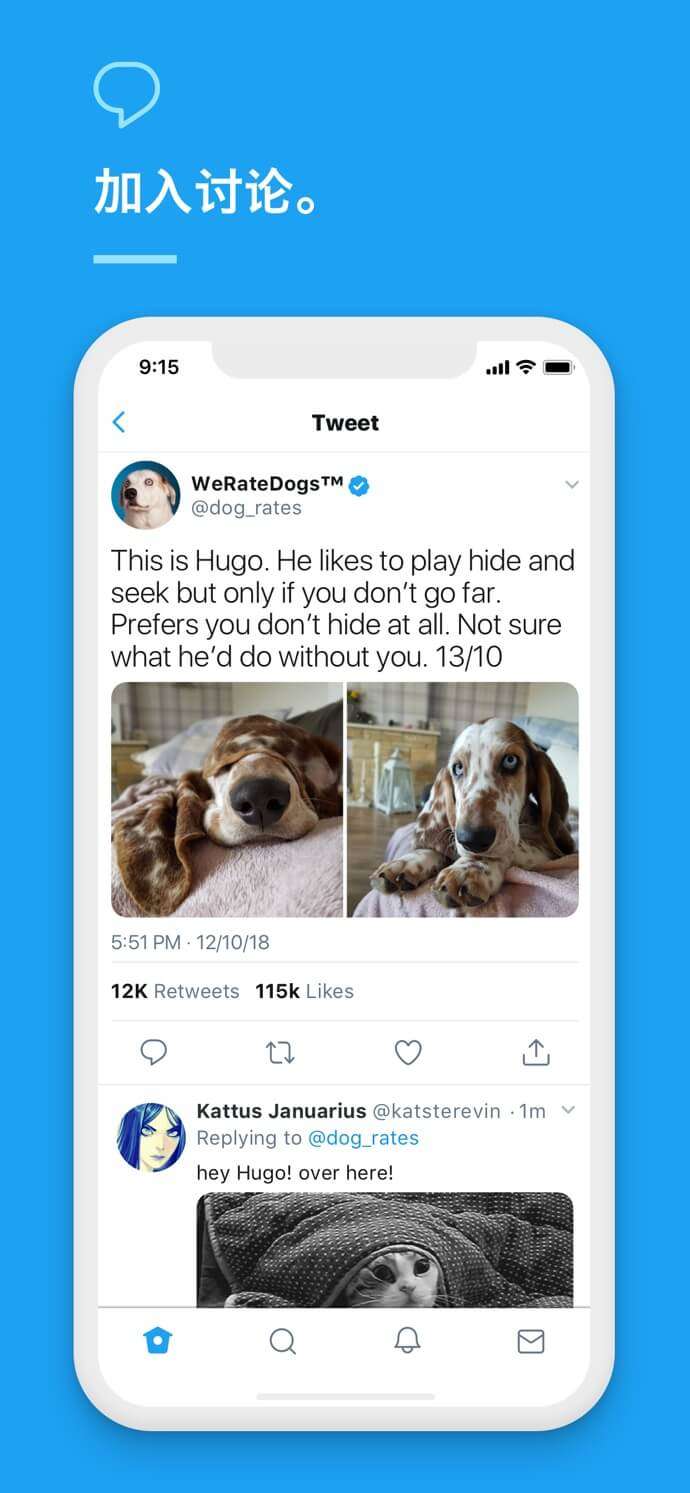 加入讨论。
9:15
Tweet
WeRateDogs™
@dog_rates
This is Hugo. He likes to play hide and
seek but only if you don’t go far.
Prefers you don’t hide at all. Not sure
what he’d do without you. 13/10
5:51 PM · 12/10/18
12K Retweets 115k Likes
Kattus Januarius @katsterevin · 1m
Replying to @dog_rates
hey Hugo! over here!